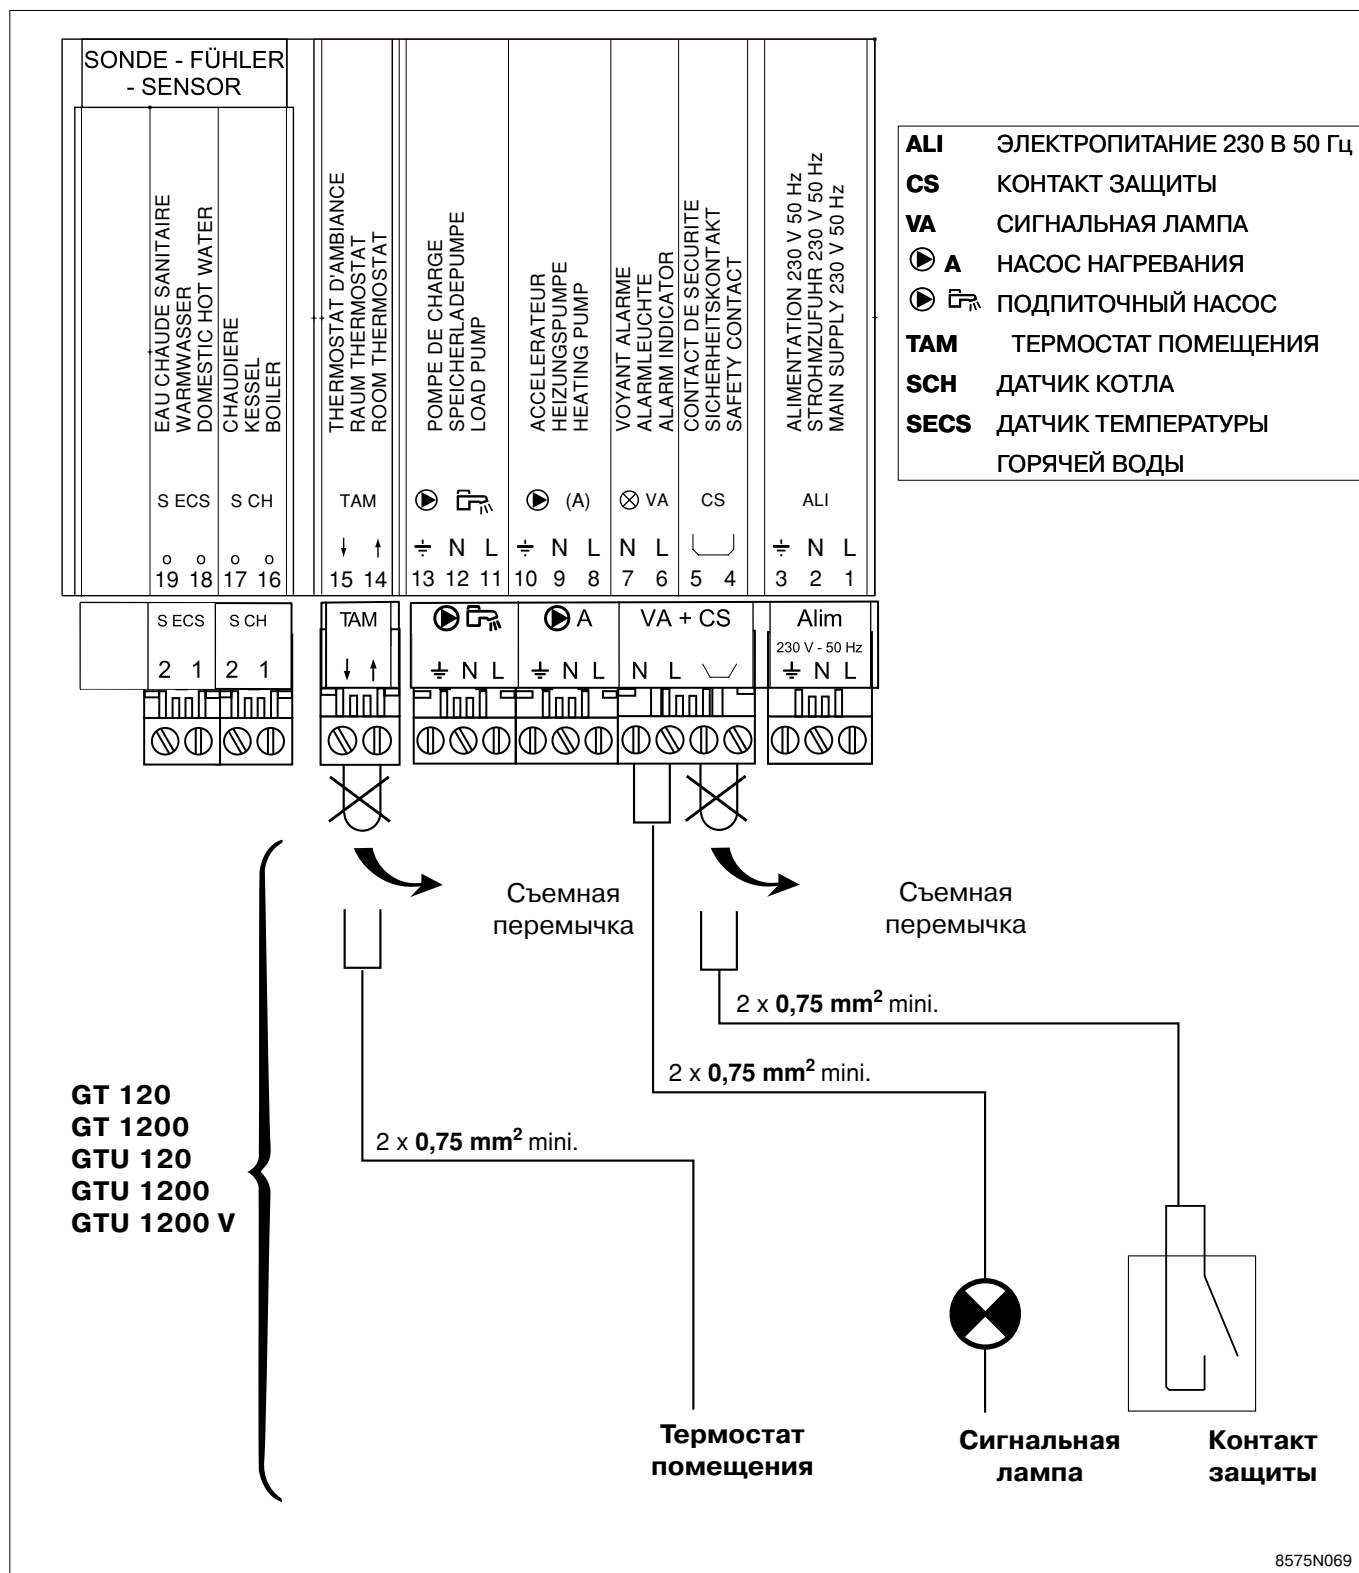 SONDE - FÜHLER
- SENSOR
EAU CHAUDE SANITAIRE
WARMWASSER
DOMESTIC HOT WATER
CHAUDIERE
KESSEL
BOILER
THERMOSTAT D'AMBIANCE
RAUM THERMOSTAT
ROOM THERMOSTAT
POMPE DE CHARGE
SPEICHERLADEPUMPE
LOAD PUMP
ACCELERATEUR
HEIZUNGSPUMPE
HEATING PUMP
VOYANT ALARME
ALARMLEUCHTE
ALARM INDICATOR
CONTACT DE SECURITE
SICHERHEITSKONTAKT
SAFETY CONTACT
ALIMENTATION 230 V 50 Hz
STROHMZUFUHR 230 V 50 Hz
MAIN SUPPLY 230 V 50 Hz
S ECS S CH TAM (A) VA CS ALI
N L N L N L N L
19 18 17 16 15 14 13 12 11 10 9 8 7 6 5 4 3 2 1
S ECS S CH TAM A VA + CS Alim
230 V - 50 Hz
2 1 2 1 N L N L N L N L
ALI ЭЛЕКТРОПИТАНИЕ 230 В 50 Гц
CS КОНТАКТ ЗАЩИТЫ
VA СИГНАЛЬНАЯ ЛАМПА
A НАСОС НАГРЕВАНИЯ
ПОДПИТОЧНЫЙ НАСОС
TAM ТЕРМОСТАТ ПОМЕЩЕНИЯ
SCH ДАТЧИК КОТЛА
SECS ДАТЧИК ТЕМПЕРАТУРЫ
ГОРЯЧЕЙ ВОДЫ
Съемная
перемычка
Съемная
перемычка
2 x 0,75 mm² mini.
2 x 0,75 mm² mini.
2 x 0,75 mm² mini.
GT 120
GT 1200
GTU 120
GTU 1200
GTU 1200 V
Термостат
помещения
Сигнальная
лампа
Контакт
защиты
8575N069